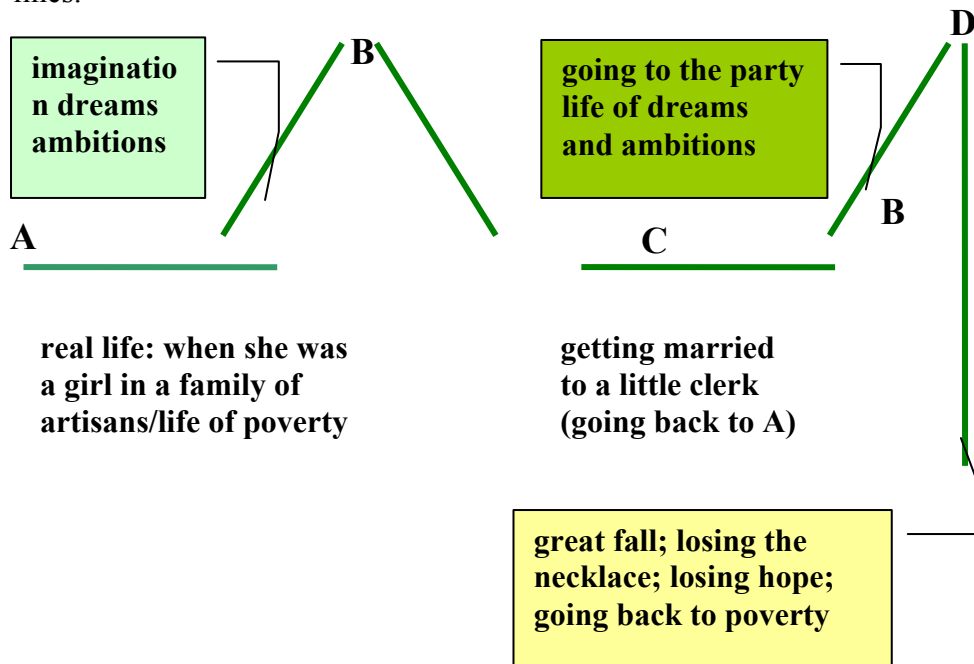 lines.
D
B
imaginatio
n dreams
ambitions
going to the party
life of dreams
and ambitions
B
A
C
real life: when she was
a girl in a family of
artisans/life of poverty
getting married
to a little clerk
(going back to A)
great fall; losing the
necklace; losing hope;
going back to poverty